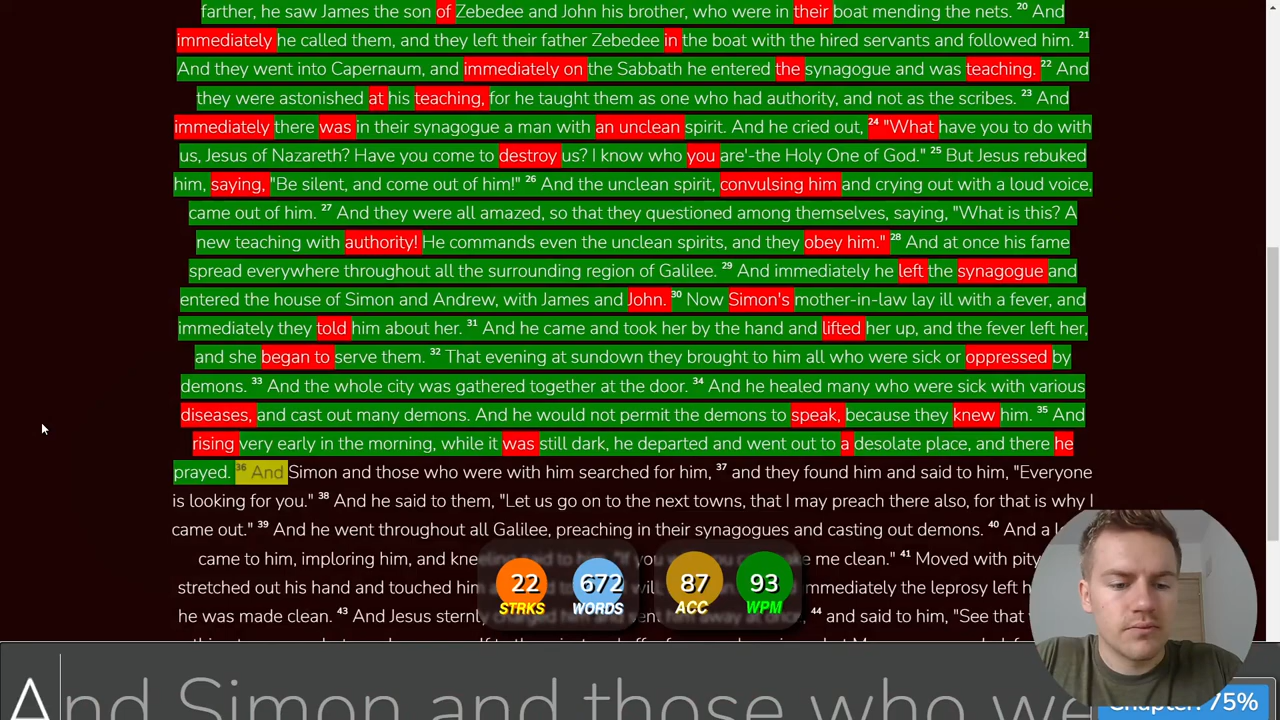 farther, he saw James the son of Zebedee and John his brother, who were in their boat mending the nets. 20 And
immediately he called them, and they left their father Zebedee in the boat with the hired servants and followed him. 21
And they went into Capernaum, and immediately on the Sabbath he entered the synagogue and was teaching. 22 And
they were astonished at his teaching, for he taught them as one who had authority, and not as the scribes. 23 And
immediately there was in their synagogue a man with an unclean spirit. And he cried out, 24 "What have you to do with
us, Jesus of Nazareth? Have you come to destroy us? I know who you are'-the Holy One of God." 25 But Jesus rebuked
him, saying, "Be silent, and come out of him!" 26 And the unclean spirit, convulsing him and crying out with a loud voice,
came out of him. 27 And they were all amazed, so that they questioned among themselves, saying, "What is this? A
new teaching with authority! He commands even the unclean spirits, and they obey him." 28 And at once his fame
spread everywhere throughout all the surrounding region of Galilee. 29 And immediately he left the synagogue and
entered the house of Simon and Andrew, with James and John. 30 Now Simon's mother-in-law lay ill with a fever, and
immediately they told him about her. 31 And he came and took her by the hand and lifted her up, and the fever left her,
and she began to serve them. 32 That evening at sundown they brought to him all who were sick or oppressed by
demons. 33 And the whole city was gathered together at the door. 34 And he healed many who were sick with various
diseases, and cast out many demons. And he would not permit the demons to speak, because they knew him. 35 And
rising very early in the morning, while it was still dark, he departed and went out to a desolate place, and there he
prayed. 36 And Simon and those who were with him searched for him, 37 and they found him and said to him, "Everyone
is looking for you." 38 And he said to them, "Let us go on to the next towns, that I may preach there also, for that is why I
came out." 39 And he went throughout all Galilee, preaching in their synagogues and casting out demons. 40 And a
came to him, imploring him, and kneeling said to him, "If you will, you can make me clean." 41 Moved with pity
stretched out his hand and touched him will immediately the leprosy left
he was made clean. 43 And Jesus sternly charged him and sent him away at once, 44 and said to him, "See that
22 672 87 93
STRKS WORDS ACC WPM
And Simon and those who we
Chapter: 75%